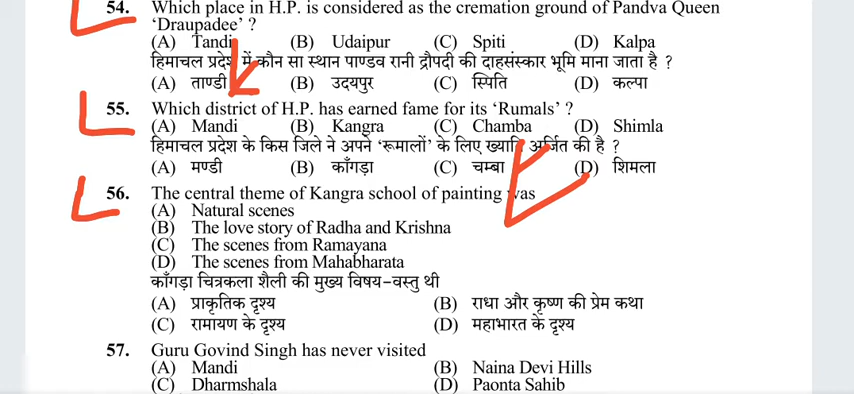 54. Which place in H.P. is considered as the cremation ground of Pandva Queen
‘Draupadee’ ?
(A) Tandi (B) Udaipur (C) Spiti (D) Kalpa
हिमाचल प्रदेश में कौन सा स्थान पाण्डव रानी द्रौपदी की दाहसंस्कार भूमि माना जाता है ?
(A) ताण्डी (B) उदयपुर (C) स्पिति (D) कल्पा
55. Which district of H.P. has earned fame for its ‘Rumals’ ?
(A) Mandi (B) Kangra (C) Chamba (D) Shimla
हिमाचल प्रदेश के किस जिले ने अपने ‘रूमालों’ के लिए ख्याति अर्जित की है ?
(A) मण्डी (B) काँगड़ा (C) चम्बा (D) शिमला
56. The central theme of Kangra school of painting was
(A) Natural scenes
(B) The love story of Radha and Krishna
(C) The scenes from Ramayana
(D) The scenes from Mahabharata
काँगड़ा चित्रकला शैली की मुख्य विषय-वस्तु थी
(A) प्राकृतिक दृश्य (B) राधा और कृष्ण की प्रेम कथा
(C) रामायण के दृश्य (D) महाभारत के दृश्य
57. Guru Govind Singh has never visited
(A) Mandi (B) Naina Devi Hills
(C) Dharmshala (D) Paonta Sahib